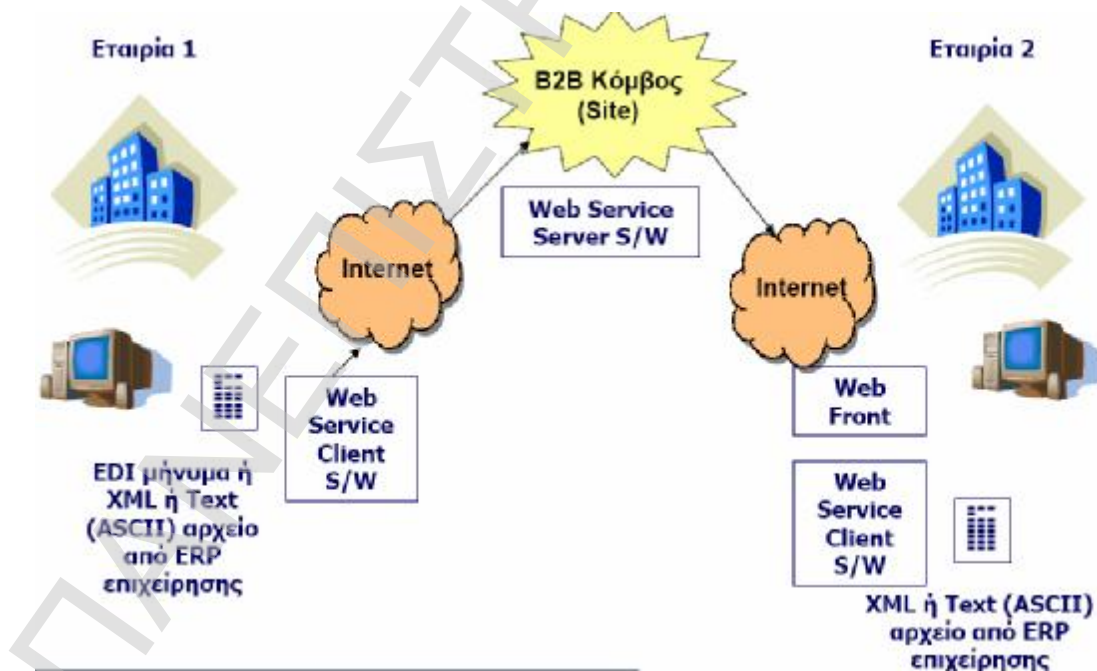 Εταιρία 1
Εταιρία 2
B2B Κόμβος
(Site)
Web Service
Server S/W
Internet
Internet
Web
Service
Client
S/W
Web
Front
EDI μήνυμα ή
XML ή Text
(ASCII) αρχείο
από ERP
επιχείρησης
Web
Service
Client
S/W
XML ή Text (ASCII)
αρχείο από ERP
επιχείρησης
ΠΑΝΕΠΙΣΤΗ